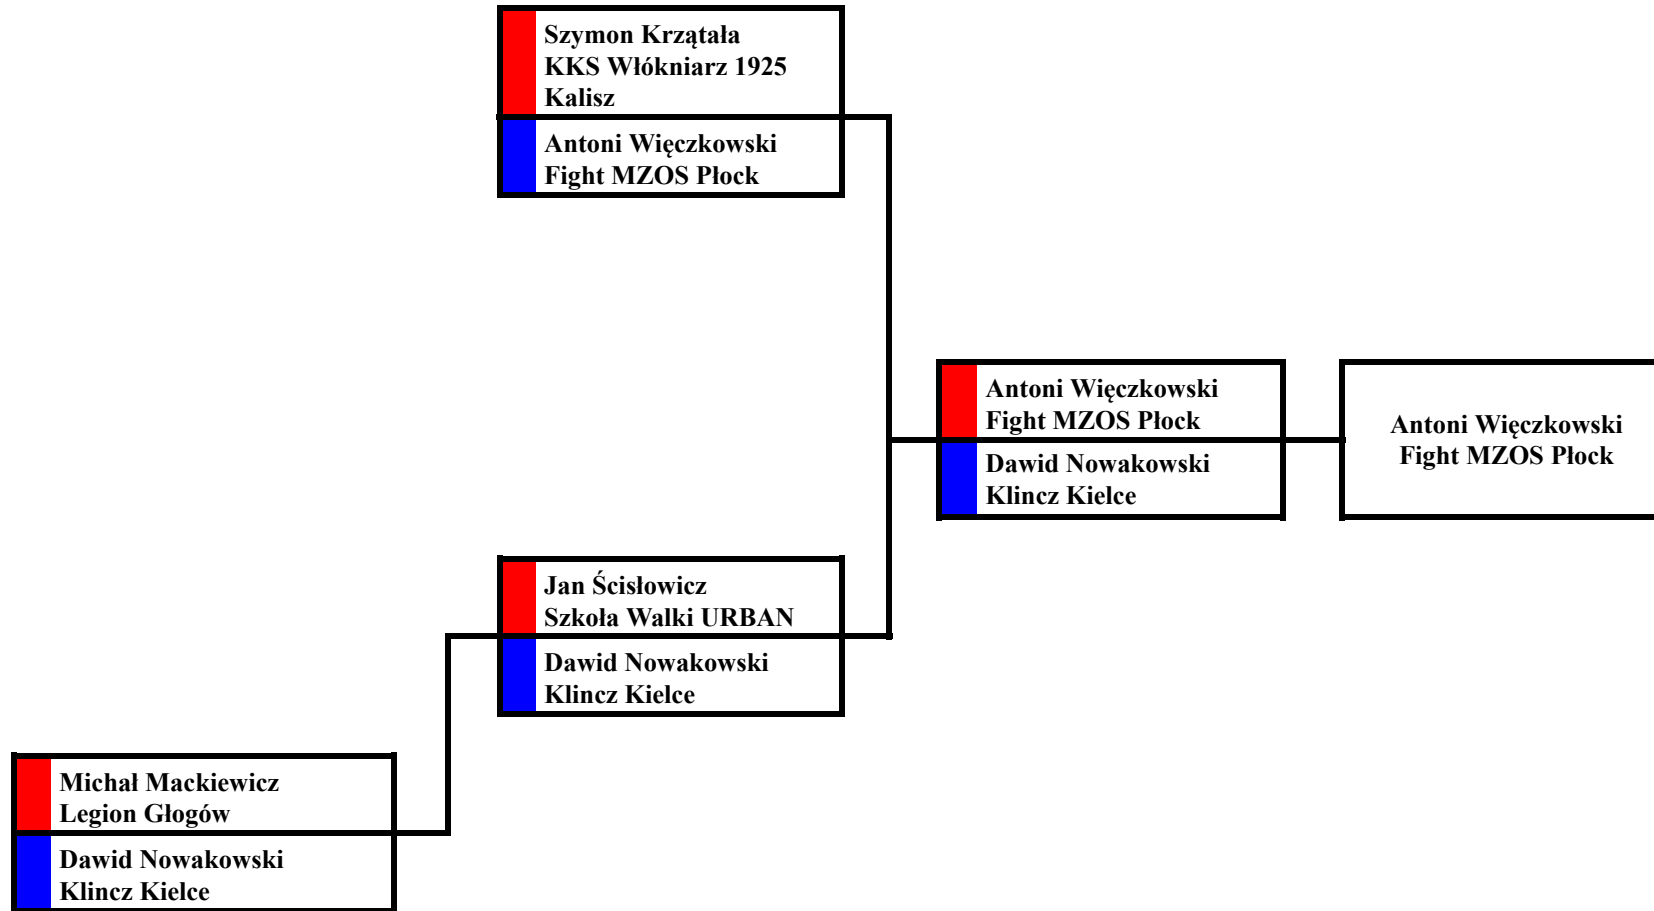 Szymon Krzątała
KKS Włókniarz 1925
Kalisz
Antoni Więczkowski
Fight MZOS Płock
Antoni Więczkowski
Fight MZOS Płock
Dawid Nowakowski
Klincz Kielce
Antoni Więczkowski
Fight MZOS Płock
Jan Ścisłowicz
Szkoła Walki URBAN
Dawid Nowakowski
Klincz Kielce
Michał Mackiewicz
Legion Głogów
Dawid Nowakowski
Klincz Kielce